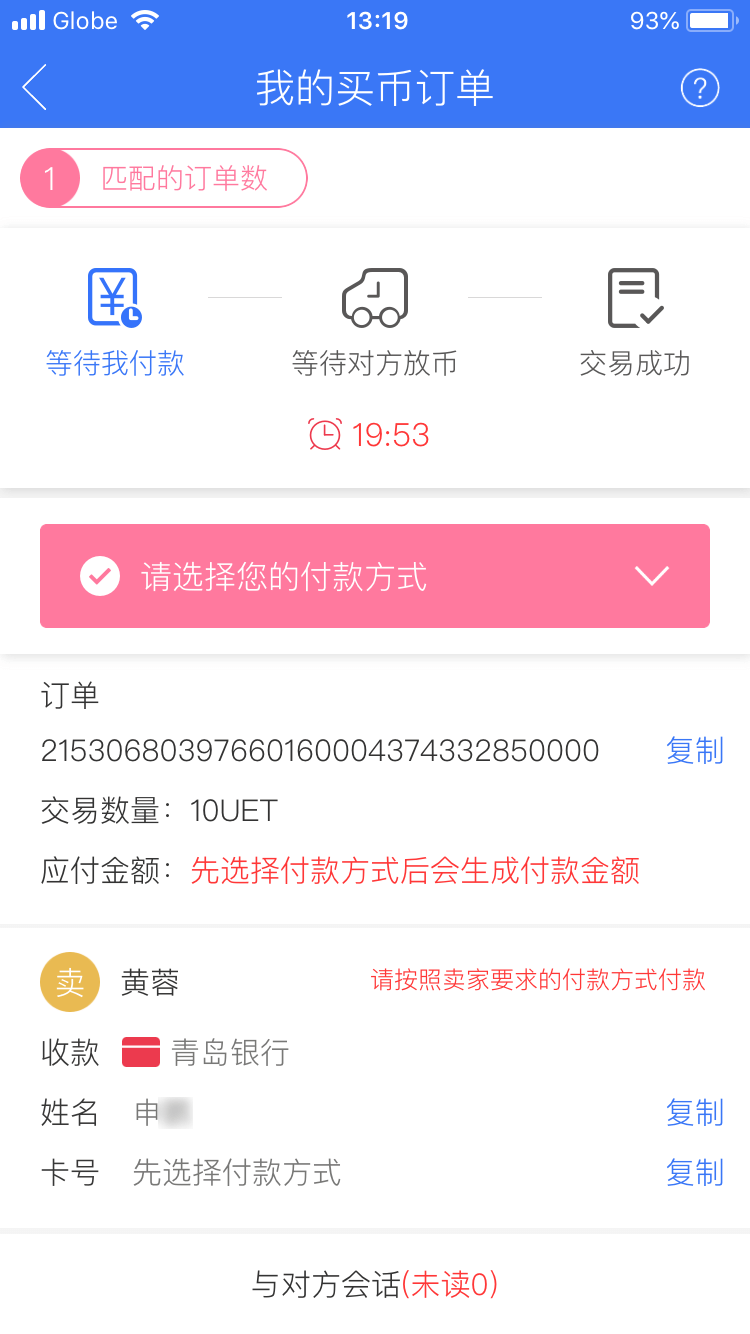 Globe 13:19 93%
我的买币订单 ?
1 匹配的订单数
等待我付款 等待对方放币 交易成功
19:53
请选择您的付款方式
订单
21530680397660160004374332850000 复制
交易数量：10UET
应付金额：先选择付款方式后会生成付款金额
卖 黄蓉 请按照卖家要求的付款方式付款
收款 青岛银行
姓名 申 复制
卡号 先选择付款方式 复制
与对方会话(未读0)